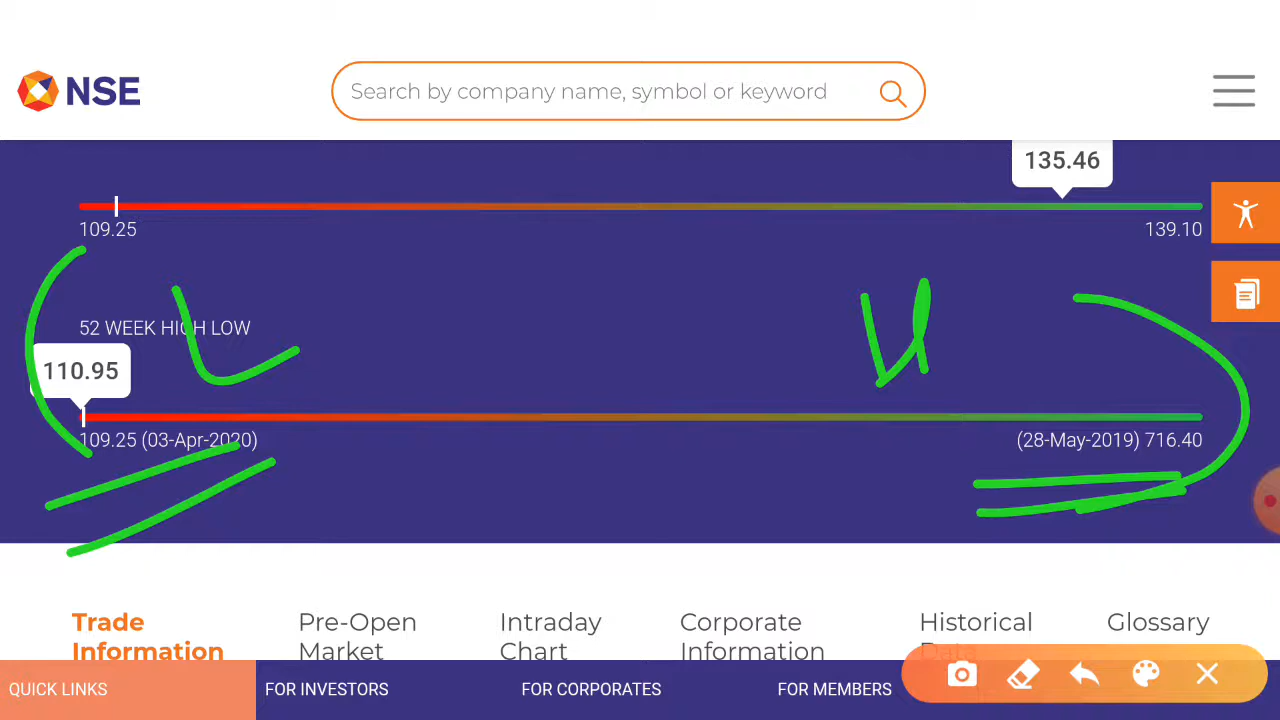 NSE
Search by company name, symbol or keyword
135.46
109.25
139.10
52 WEEK HIGH LOW
110.95
109.25 (03-Apr-2020)
(28-May-2019) 716.40
Trade Information
Pre-Open Market
Intraday Chart
Corporate Information
Historical Data
Glossary
QUICK LINKS
FOR INVESTORS
FOR CORPORATES
FOR MEMBERS